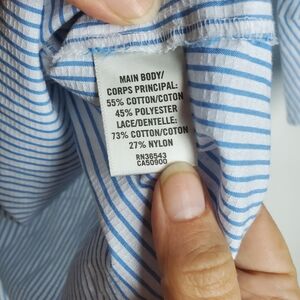 MAIN BODY/
CORPS PRINCIPAL:
55% COTTON/COTON
45% POLYESTER
LACE/DENTELLE:
73% COTTON/COTON
27% NYLON
RN36543
CA50900